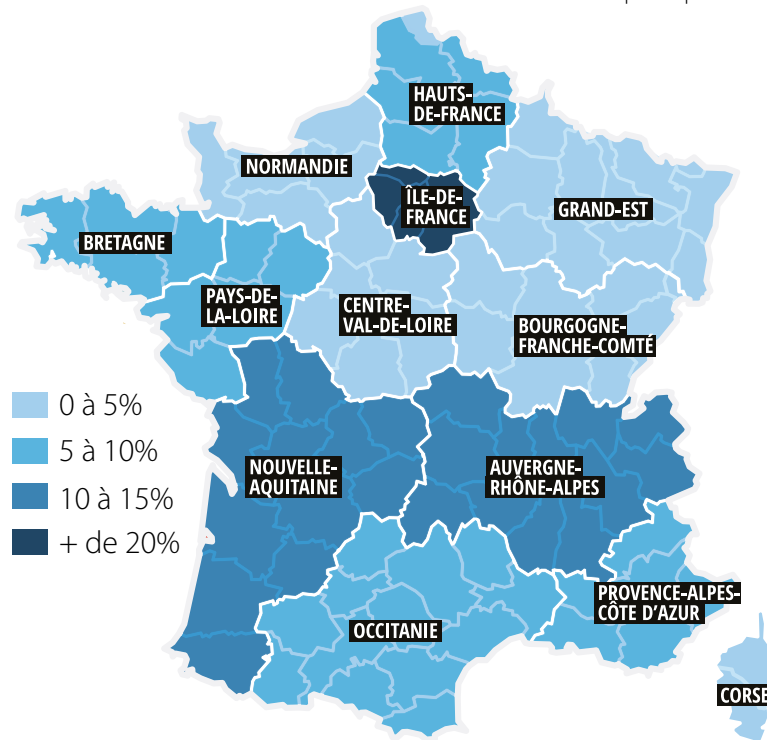 HAUTS-
DE-FRANCE
NORMANDIE
ÎLE-DE-
FRANCE
GRAND-EST
BRETAGNE
PAYS-DE-
LA-LOIRE
CENTRE-
VAL-DE-LOIRE
BOURGOGNE-
FRANCHE-COMTÉ
0 à 5%
5 à 10%
10 à 15%
+ de 20%
NOUVELLE-
AQUITAINE
AUVERGNE-
RHÔNE-ALPES
PROVENCE-ALPES-
CÔTE D'AZUR
OCCITANIE
CORSE